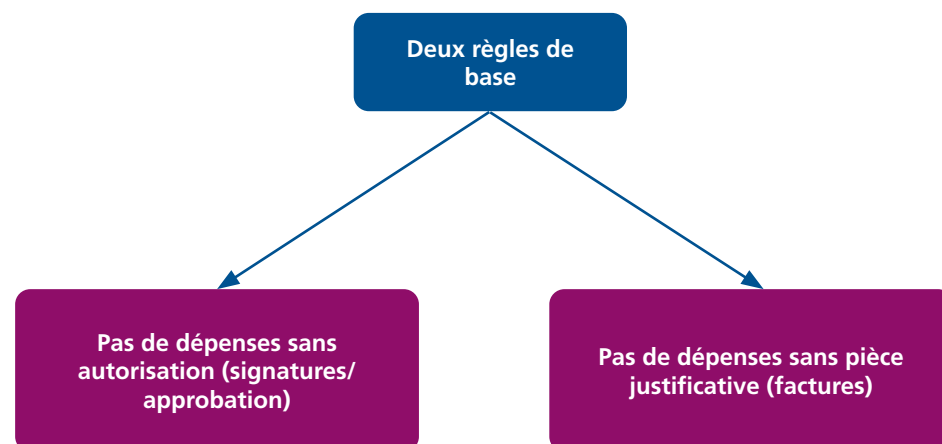 Deux règles de
base
Pas de dépenses sans
autorisation (signatures/
approbation)
Pas de dépenses sans pièce
justificative (factures)